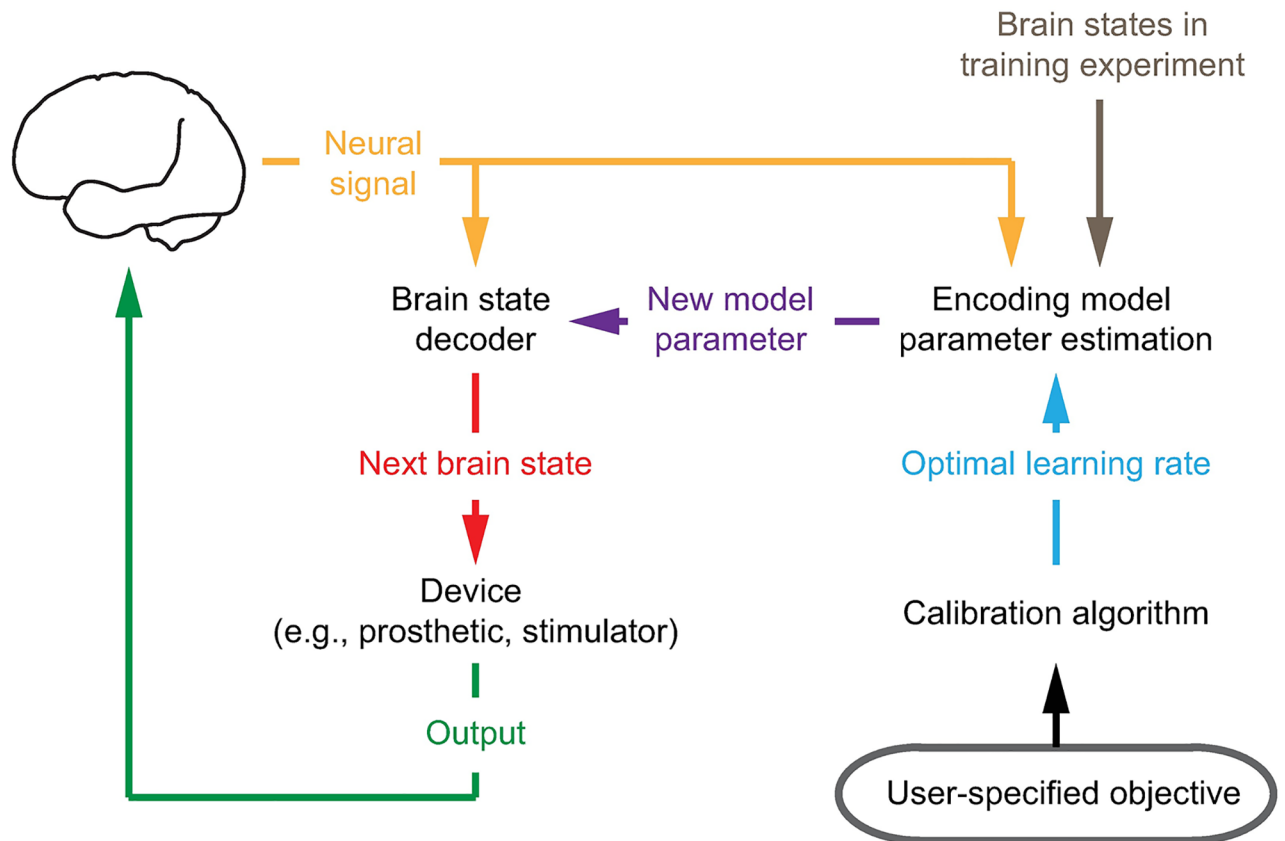 Brain states in
training experiment
Neural
signal
Brain state
decoder
New model
parameter
Encoding model
parameter estimation
Next brain state
Optimal learning rate
Device
(e.g., prosthetic, stimulator)
Calibration algorithm
Output
User-specified objective